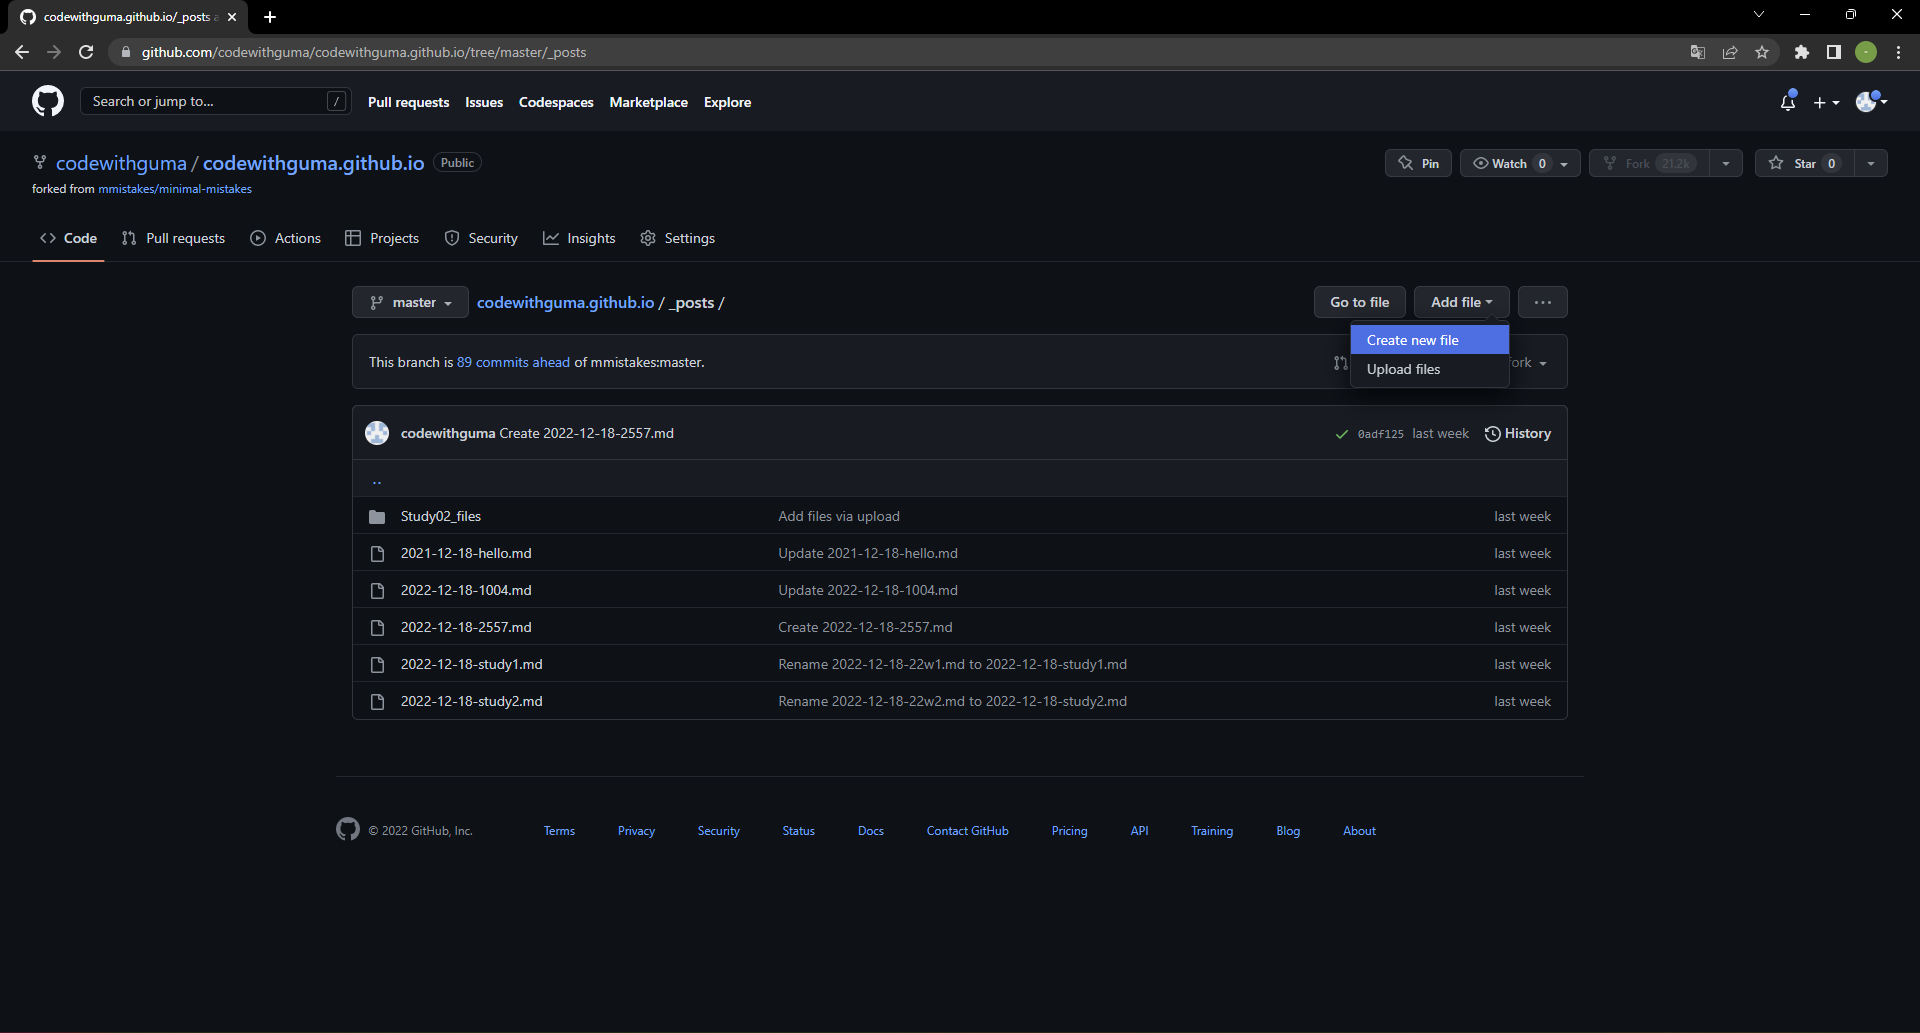 codewithguma.github.io/_posts a
github.com/codewithguma/codewithguma.github.io/tree/master/_posts
Search or jump to... / Pull requests Issues Codespaces Marketplace Explore
codewithguma / codewithguma.github.io Public Pin Watch 0 Fork 21.2k Star 0
forked from mmistakes/minimal-mistakes
Code Pull requests Actions Projects Security Insights Settings
master codewithguma.github.io / _posts / Go to file Add file ...
Create new file
This branch is 89 commits ahead of mmistakes:master. fork
Upload files
codewithguma Create 2022-12-18-2557.md 0adf125 last week History
..
Study02_files Add files via upload last week
2021-12-18-hello.md Update 2021-12-18-hello.md last week
2022-12-18-1004.md Update 2022-12-18-1004.md last week
2022-12-18-2557.md Create 2022-12-18-2557.md last week
2022-12-18-study1.md Rename 2022-12-18-22w1.md to 2022-12-18-study1.md last week
2022-12-18-study2.md Rename 2022-12-18-22w2.md to 2022-12-18-study2.md last week
© 2022 GitHub, Inc. Terms Privacy Security Status Docs Contact GitHub Pricing API Training Blog About